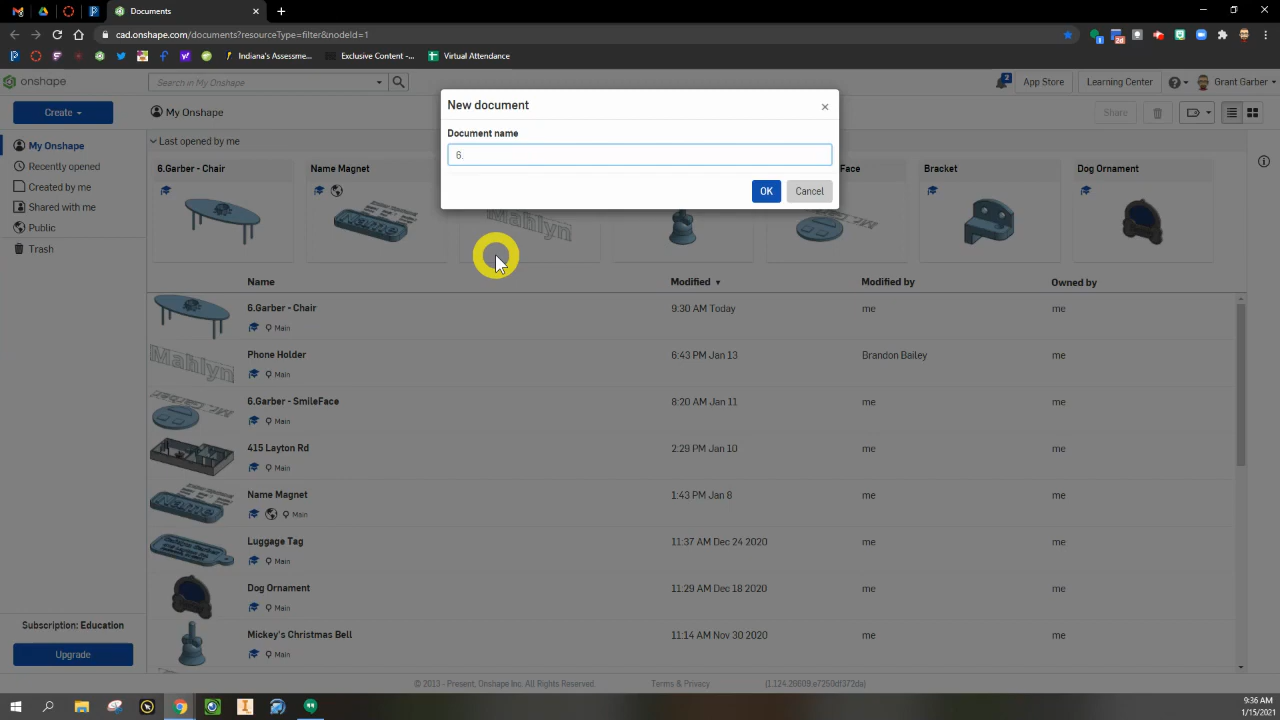 Documents
cad.onshape.com/documents?resourceType=filter&nodeId=1
Indiana's Assessme...
Exclusive Content -...
Virtual Attendance
onshape
Search in My Onshape
2
App Store
Learning Center
Grant Garber
Create
My Onshape
Share
New document
Document name
6.
OK
Cancel
My Onshape
Recently opened
Created by me
Shared with me
Public
Trash
Last opened by me
6.Garber - Chair
Name Magnet
Face
Bracket
Dog Ornament
Name
Modified
Modified by
Owned by
6.Garber - Chair
Main
9:30 AM Today
me
me
Phone Holder
Main
6:43 PM Jan 13
Brandon Bailey
me
6.Garber - SmileFace
Main
8:20 AM Jan 11
me
me
415 Layton Rd
Main
2:29 PM Jan 10
me
me
Name Magnet
Main
1:43 PM Jan 8
me
me
Luggage Tag
Main
11:37 AM Dec 24 2020
me
me
Dog Ornament
Main
11:29 AM Dec 18 2020
me
me
Mickey's Christmas Bell
Main
11:14 AM Nov 30 2020
me
me
Subscription: Education
Upgrade
© 2013 - Present, Onshape Inc. All Rights Reserved.
Terms & Privacy
(1.124.26609.e7250df372da)
9:36 AM
1/15/2021